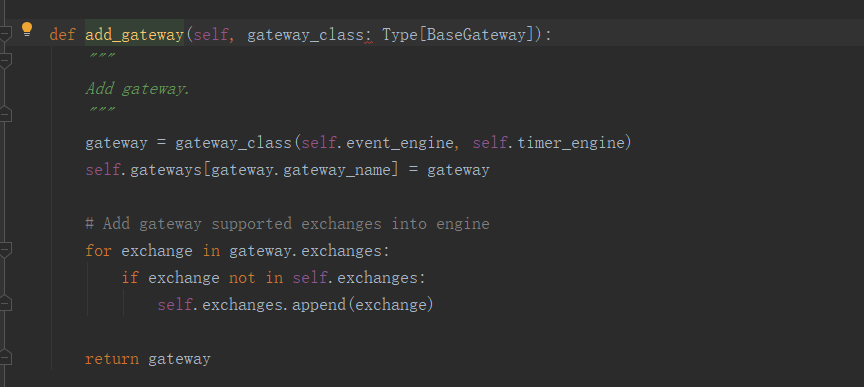 def add_gateway(self, gateway_class: Type[BaseGateway]):
    """
    Add gateway.
    """
    gateway = gateway_class(self.event_engine, self.timer_engine)
    self.gateways[gateway.gateway_name] = gateway
    # Add gateway supported exchanges into engine
    for exchange in gateway.exchanges:
        if exchange not in self.exchanges:
            self.exchanges.append(exchange)
    return gateway